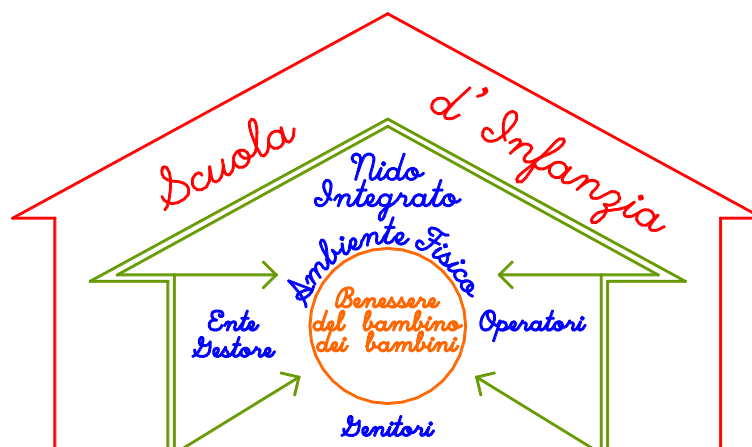 Scuola d' Infanzia
Nido
Integrato
Ambiente Fisico
Benessere
del bambino
dei bambini
Ente
Gestore
Operatori
Genitori